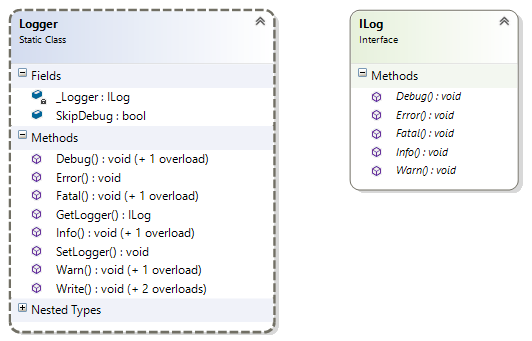 Logger
Static Class
Fields
_Logger : ILog
SkipDebug : bool
Methods
Debug() : void (+ 1 overload)
Error() : void
Fatal() : void (+ 1 overload)
GetLogger() : ILog
Info() : void (+ 1 overload)
SetLogger() : void
Warn() : void (+ 1 overload)
Write() : void (+ 2 overloads)
Nested Types
ILog
Interface
Methods
Debug() : void
Error() : void
Fatal() : void
Info() : void
Warn() : void